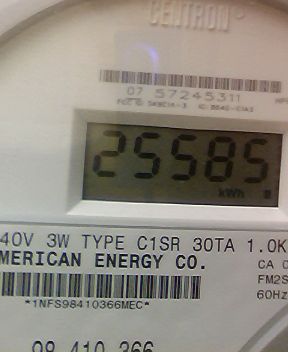 CENTRON®
07 57245311
25585
kWh
40V 3W TYPE C1SR 30TA 1.0K
MERICAN ENERGY CO.
CA 0
FM2S
60Hz
*1NFS98410366MEC*
98 410 366